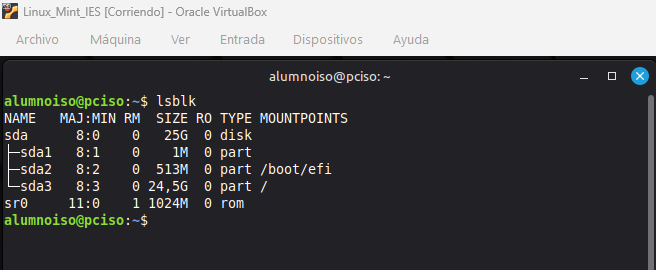 Linux_Mint_IES [Corriendo] - Oracle VirtualBox
Archivo Máquina Ver Entrada Dispositivos Ayuda
alumnoiso@pciso: ~
alumnoiso@pciso:~$ lsblk
NAME   MAJ:MIN RM  SIZE RO TYPE MOUNTPOINTS
sda      8:0    0   25G  0 disk
├─sda1   8:1    0    1M  0 part
├─sda2   8:2    0  513M  0 part /boot/efi
└─sda3   8:3    0 24,5G  0 part /
sr0     11:0    1 1024M  0 rom
alumnoiso@pciso:~$